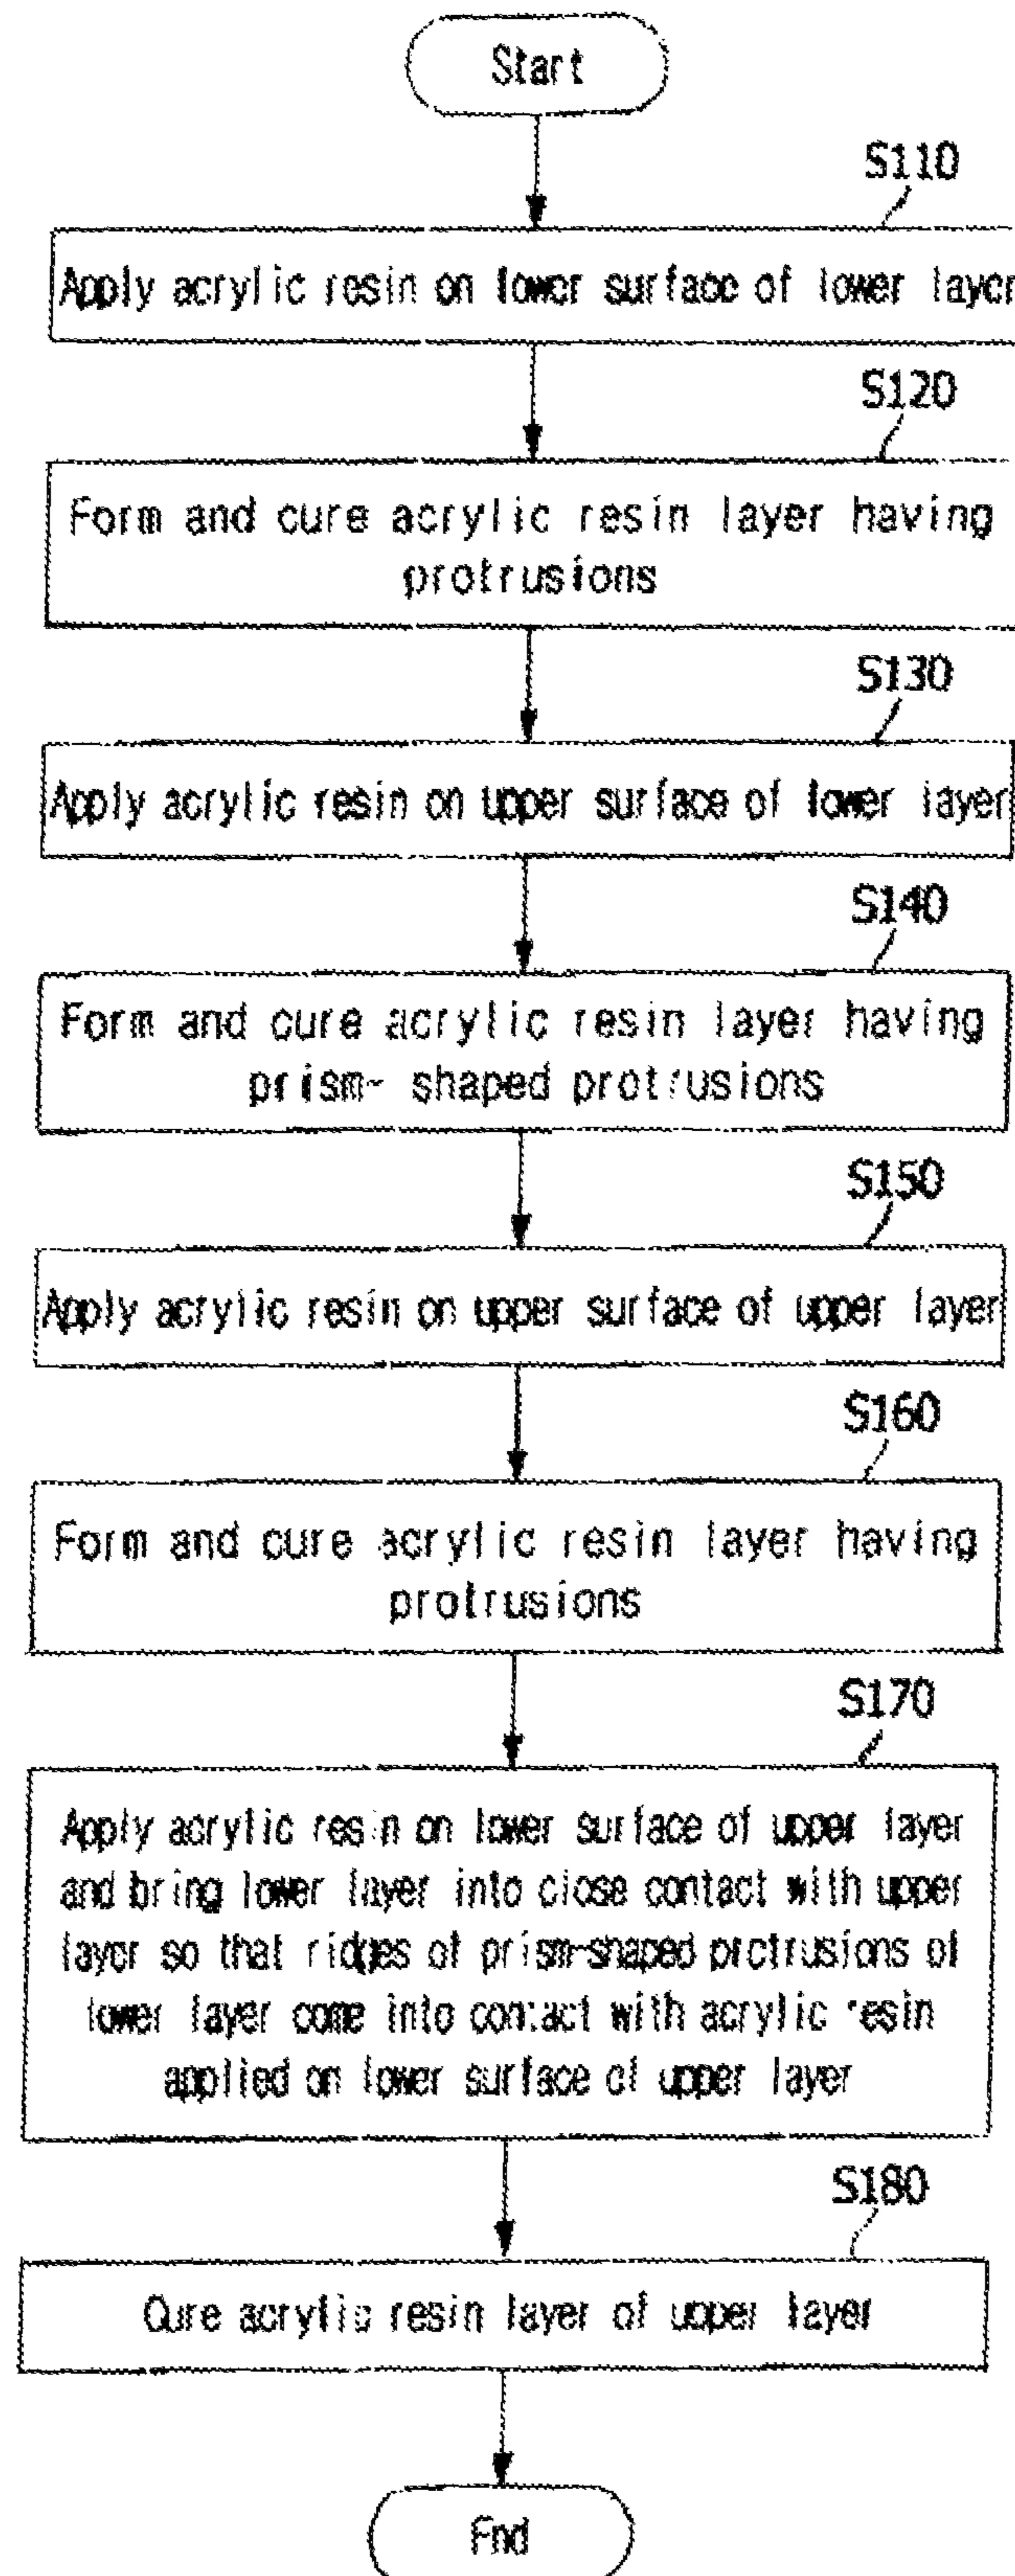 Start
S110
Apply acrylic resin on lower surface of lower layer
S120
Form and cure acrylic resin layer having
protrusions
S130
Apply acrylic resin on upper surface of lower layer
S140
Form and cure acrylic resin layer having
prism- shaped protrusions
S150
Apply acrylic resin on upper surface of upper layer
S160
Form and cure acrylic resin layer having
protrusions
S170
Apply acrylic resin on lower surface of upper layer
and bring lower layer into close contact with upper
layer so that ridges of prism-shaped protrusions of
lower layer come into contact with acrylic resin
applied on lower surface of upper layer
S180
Cure acrylic resin layer of upper layer
End